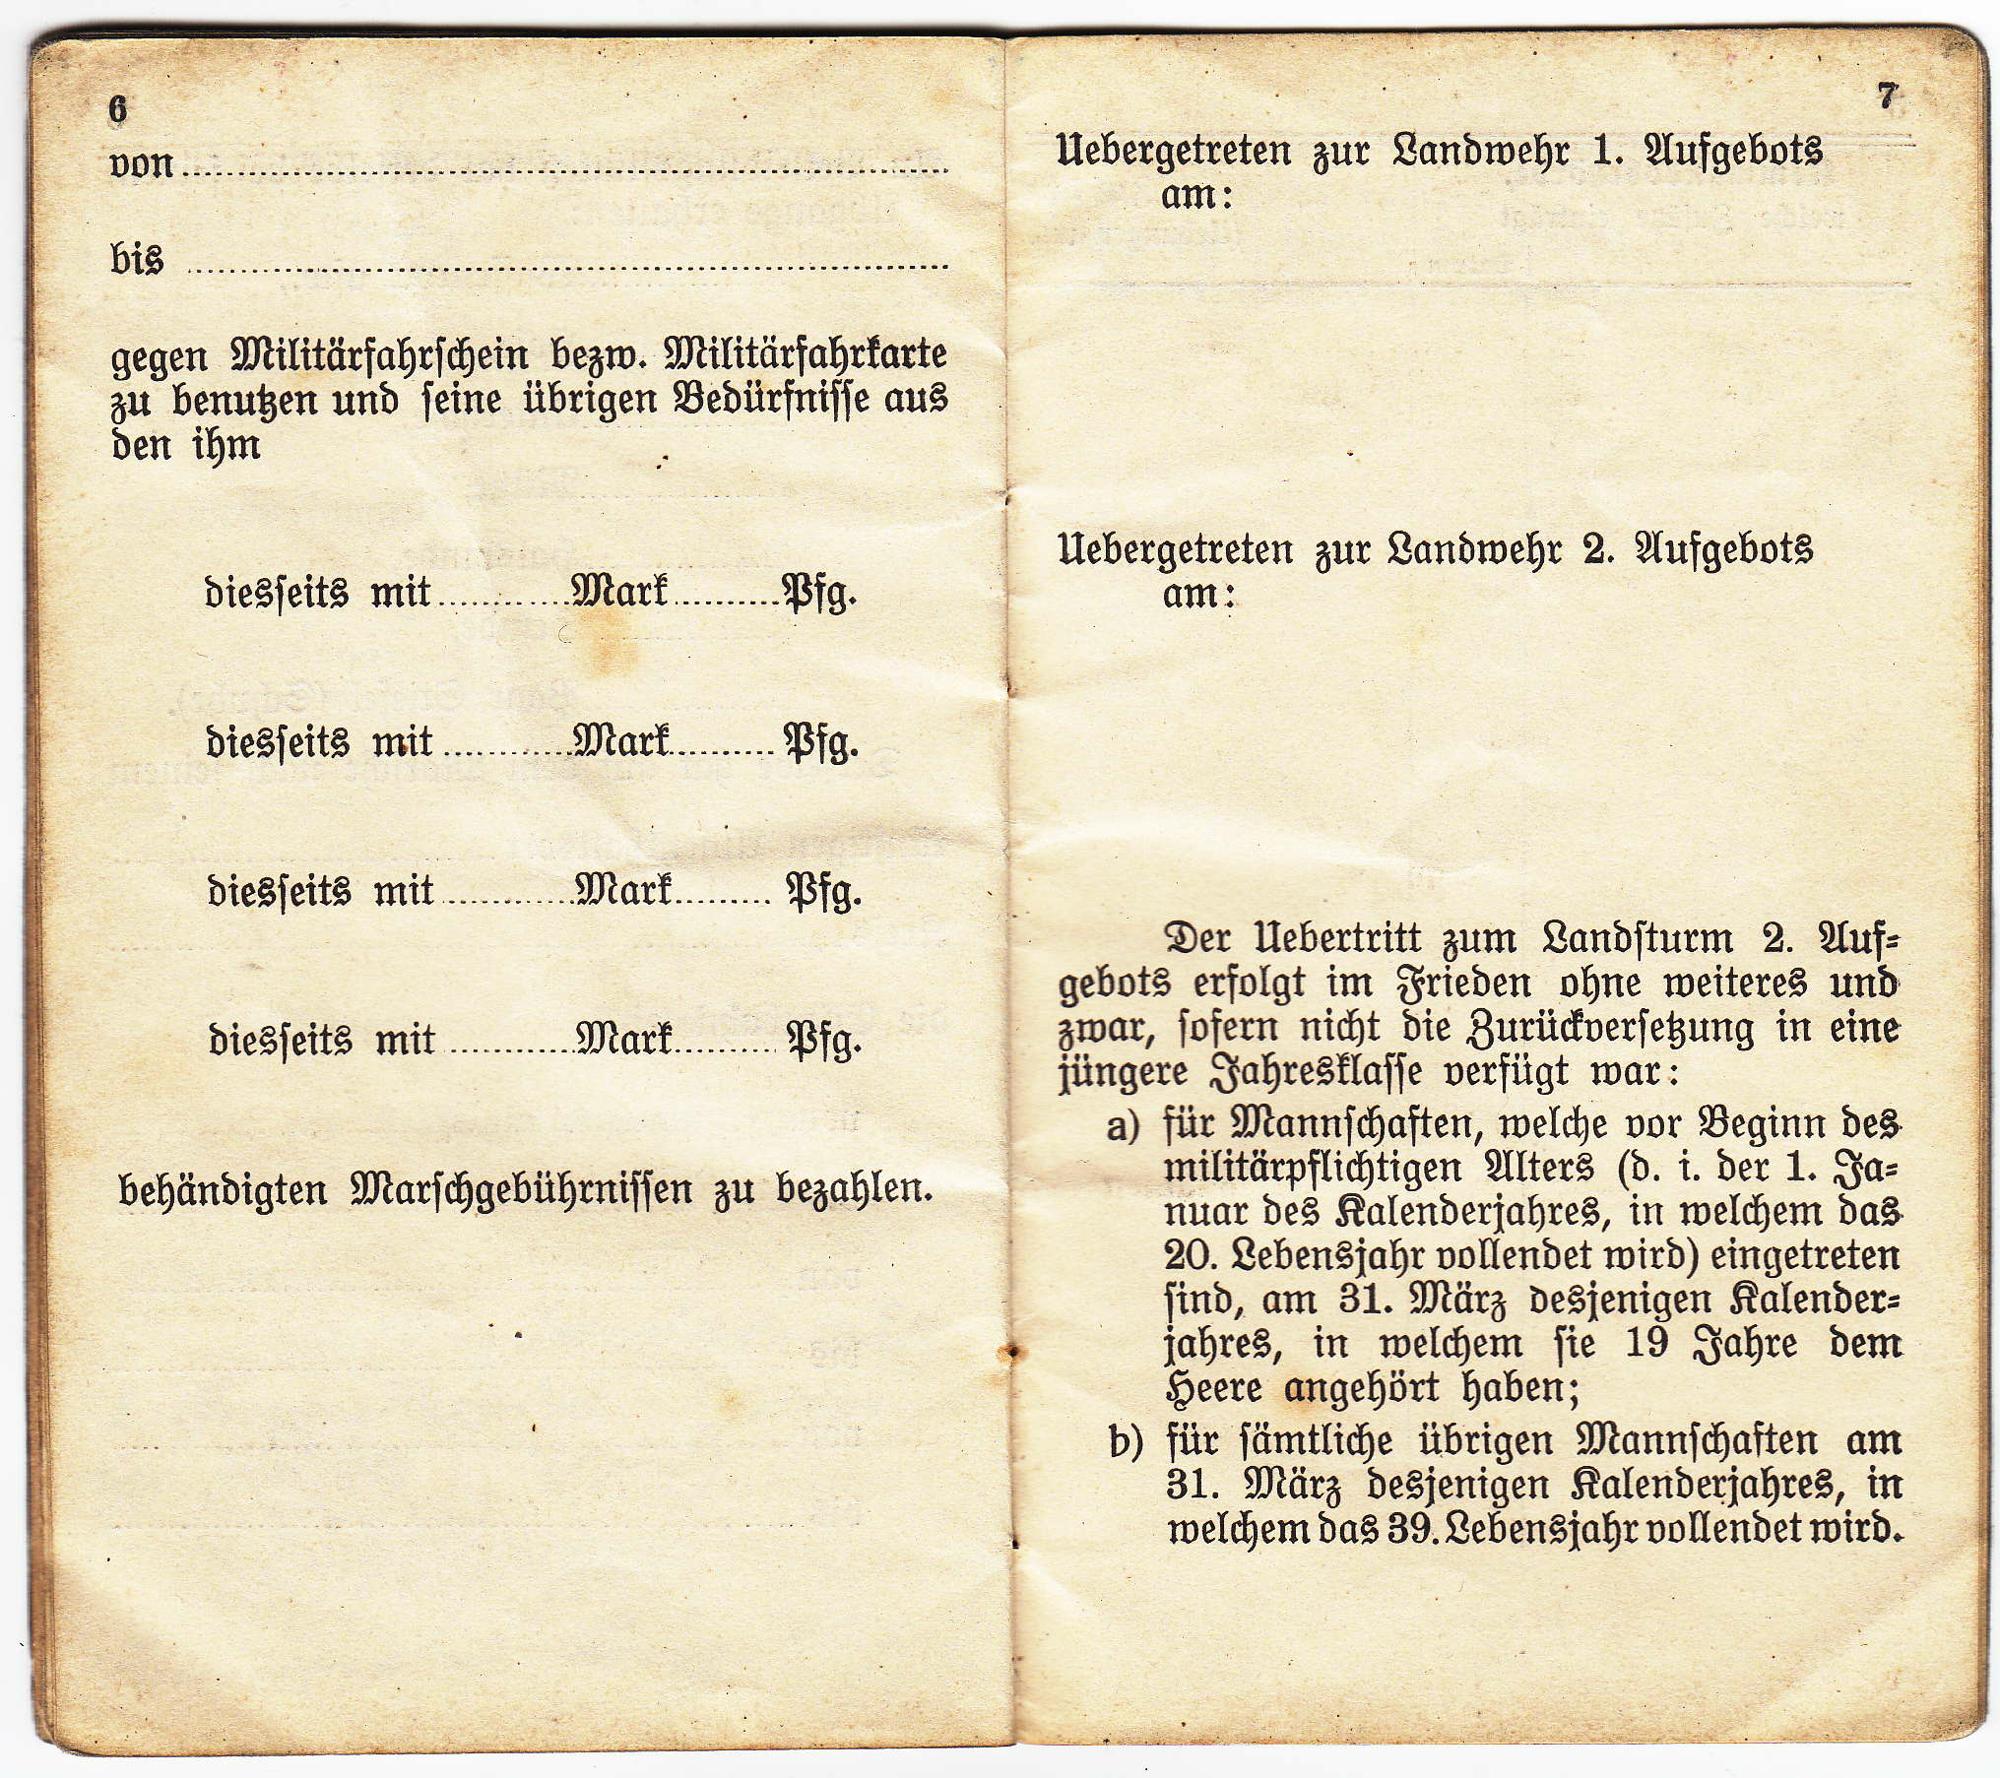 6
von
bis
gegen Militärfahrſchein bezw. Militärfahrkarte
zu benutzen und ſeine übrigen Bedürfniſſe aus
den ihm
diesſeits mit............Mark..........Pfg.
diesſeits mit............Mark..........Pfg.
diesſeits mit............Mark..........Pfg.
diesſeits mit............Mark..........Pfg.
behändigten Marſchgebührniſſen zu bezahlen.
7
Uebergetreten zur Landwehr 1. Aufgebots
am:
Uebergetreten zur Landwehr 2. Aufgebots
am:
Der Uebertritt zum Landſturm 2. Auf-
gebots erfolgt im Frieden ohne weiteres und
zwar, ſofern nicht die Zurückverſetzung in eine
jüngere Jahresklaſſe verfügt war:
a) für Mannſchaften, welche vor Beginn des
militärpflichtigen Alters (d. i. der 1. Ja-
nuar des Kalenderjahres, in welchem das
20. Lebensjahr vollendet wird) eingetreten
ſind, am 31. März desjenigen Kalender-
jahres, in welchem ſie 19 Jahre dem
Heere angehört haben;
b) für ſämtliche übrigen Mannſchaften am
31. März desjenigen Kalenderjahres, in
welchem das 39. Lebensjahr vollendet wird.